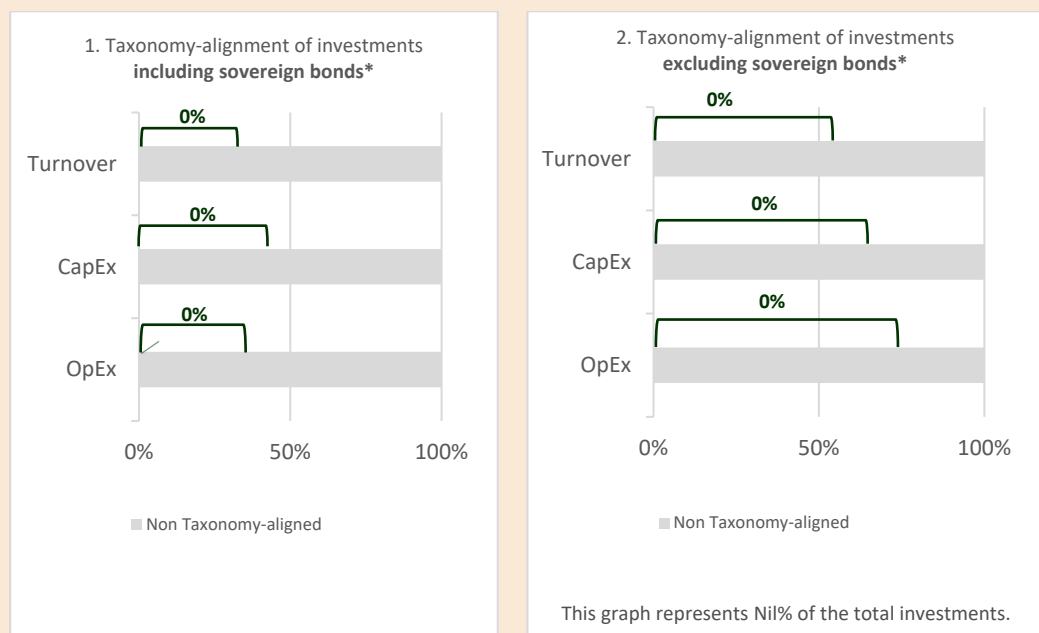 1. Taxonomy-alignment of investments
including sovereign bonds*
0%
Turnover
0%
CapEx
0%
OpEx
0%
50%
100%
Non Taxonomy-aligned
2. Taxonomy-alignment of investments
excluding sovereign bonds*
0%
Turnover
0%
CapEx
0%
OpEx
0%
50%
100%
Non Taxonomy-aligned
This graph represents Nil% of the total investments.